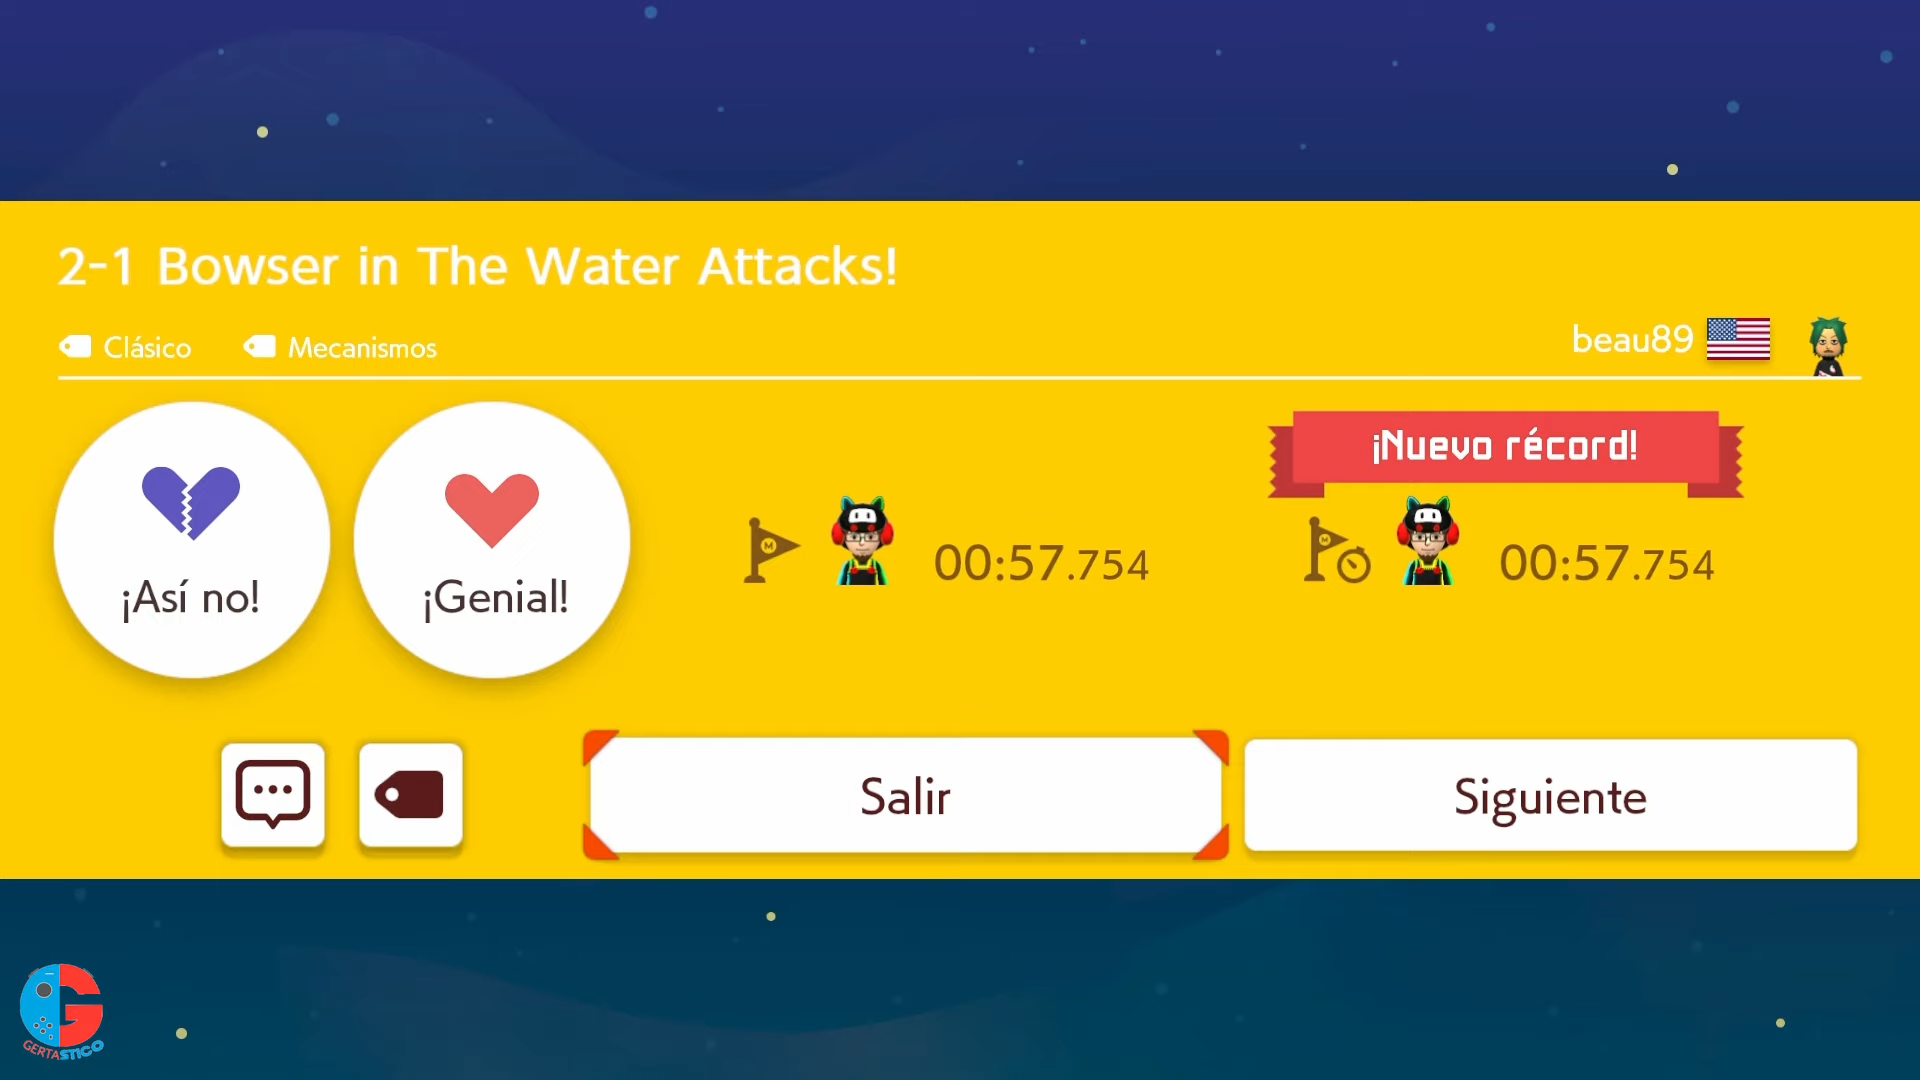 2-1 Bowser in The Water Attacks!
Clásico
Mecanismos
beau89
¡Así no!
¡Genial!
M
00:57.754
¡Nuevo récord!
M
00:57.754
Salir
Siguiente
G
GERTASTICO